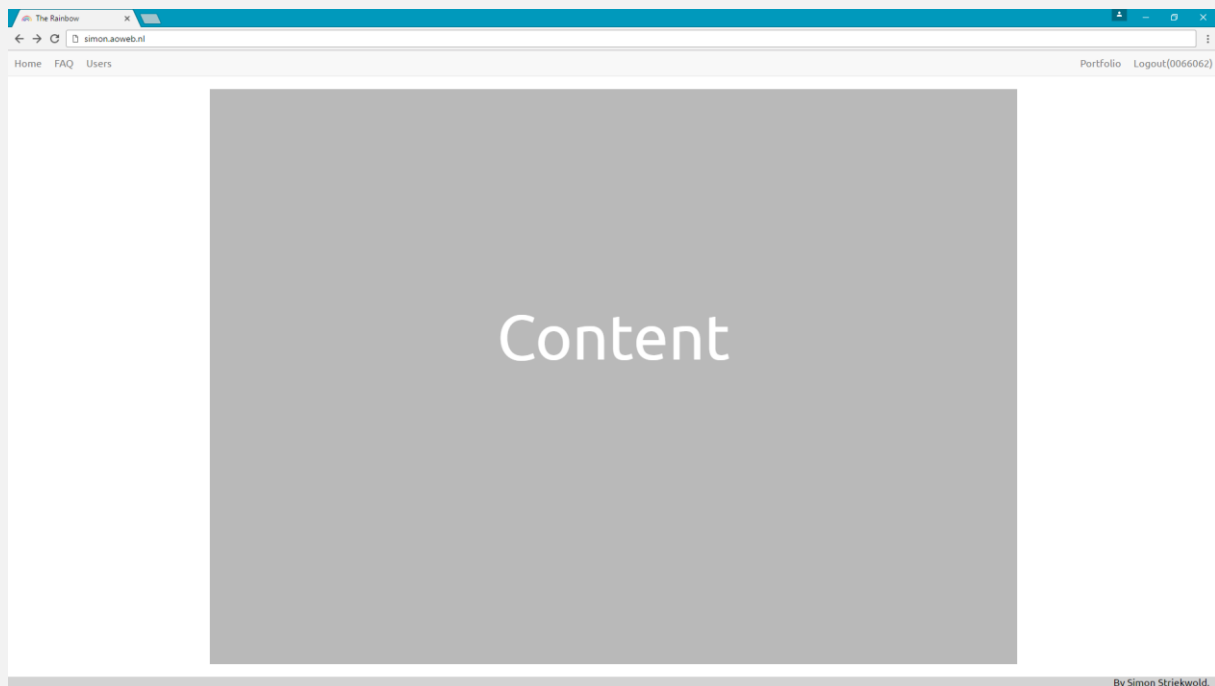 The Rainbow
simon.aoweb.nl
Home FAQ Users Portfolio Logout(0066062)
Content
By Simon Striekwold.